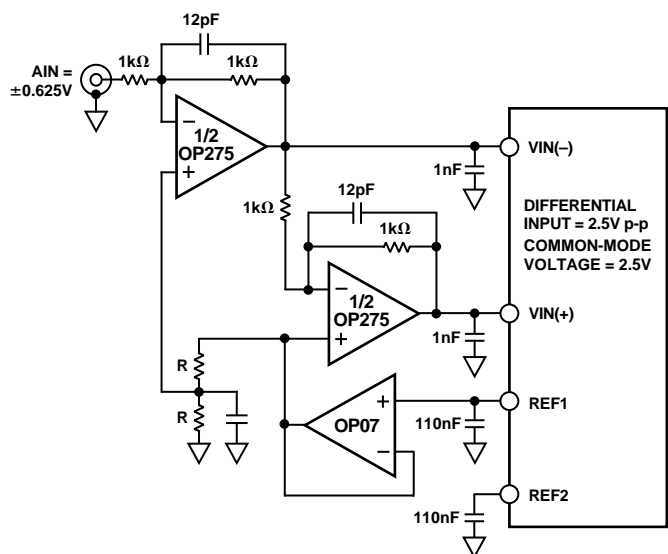 12pF
AIN =
±0.625V
1kΩ
1kΩ
1/2
OP275
−
+
VIN(–)
1nF
1kΩ
12pF
1kΩ
DIFFERENTIAL
INPUT = 2.5V p-p
COMMON-MODE
VOLTAGE = 2.5V
1/2
OP275
−
+
VIN(+)
1nF
R
R
OP07
+
−
REF1
110nF
REF2
110nF